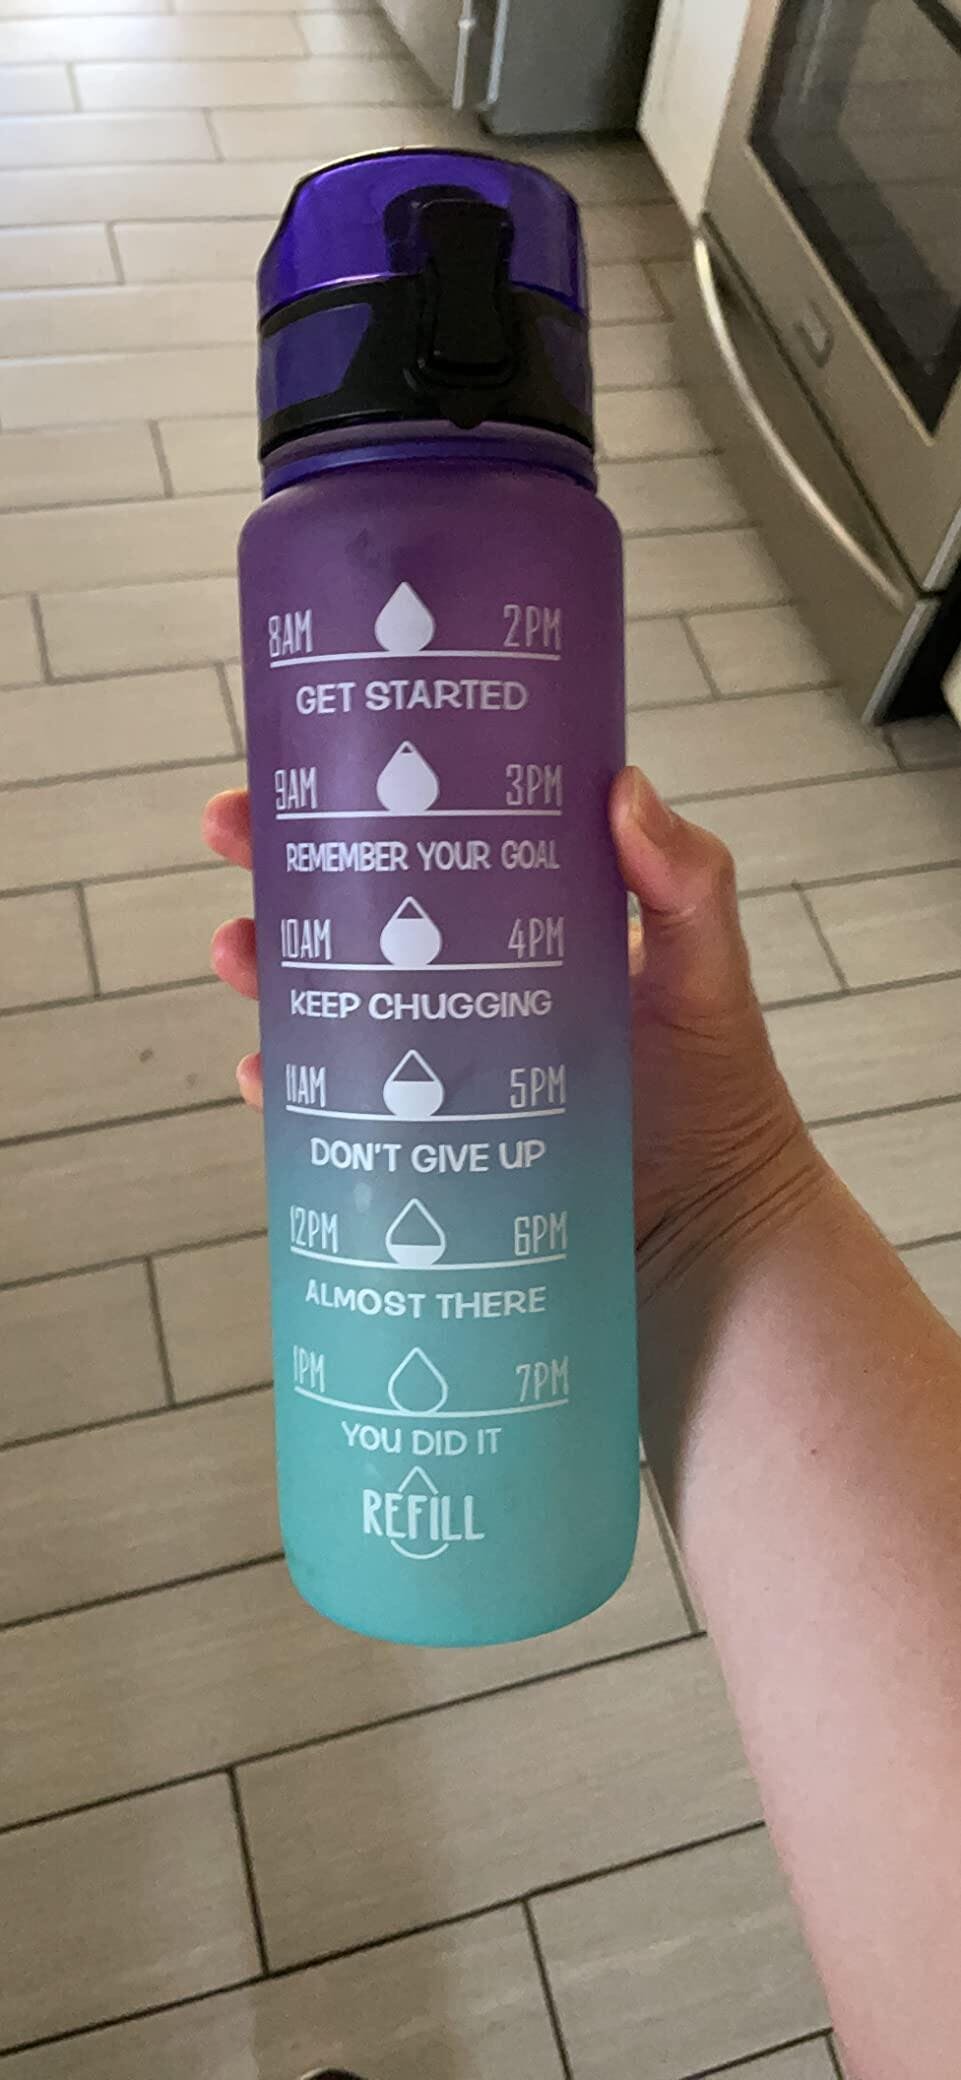 8AM 2PM
GET STARTED
9AM 3PM
REMEMBER YOUR GOAL
10AM 4PM
KEEP CHUGGING
11AM 5PM
DON'T GIVE UP
12PM 6PM
ALMOST THERE
1PM 7PM
YOU DID IT
REFILL